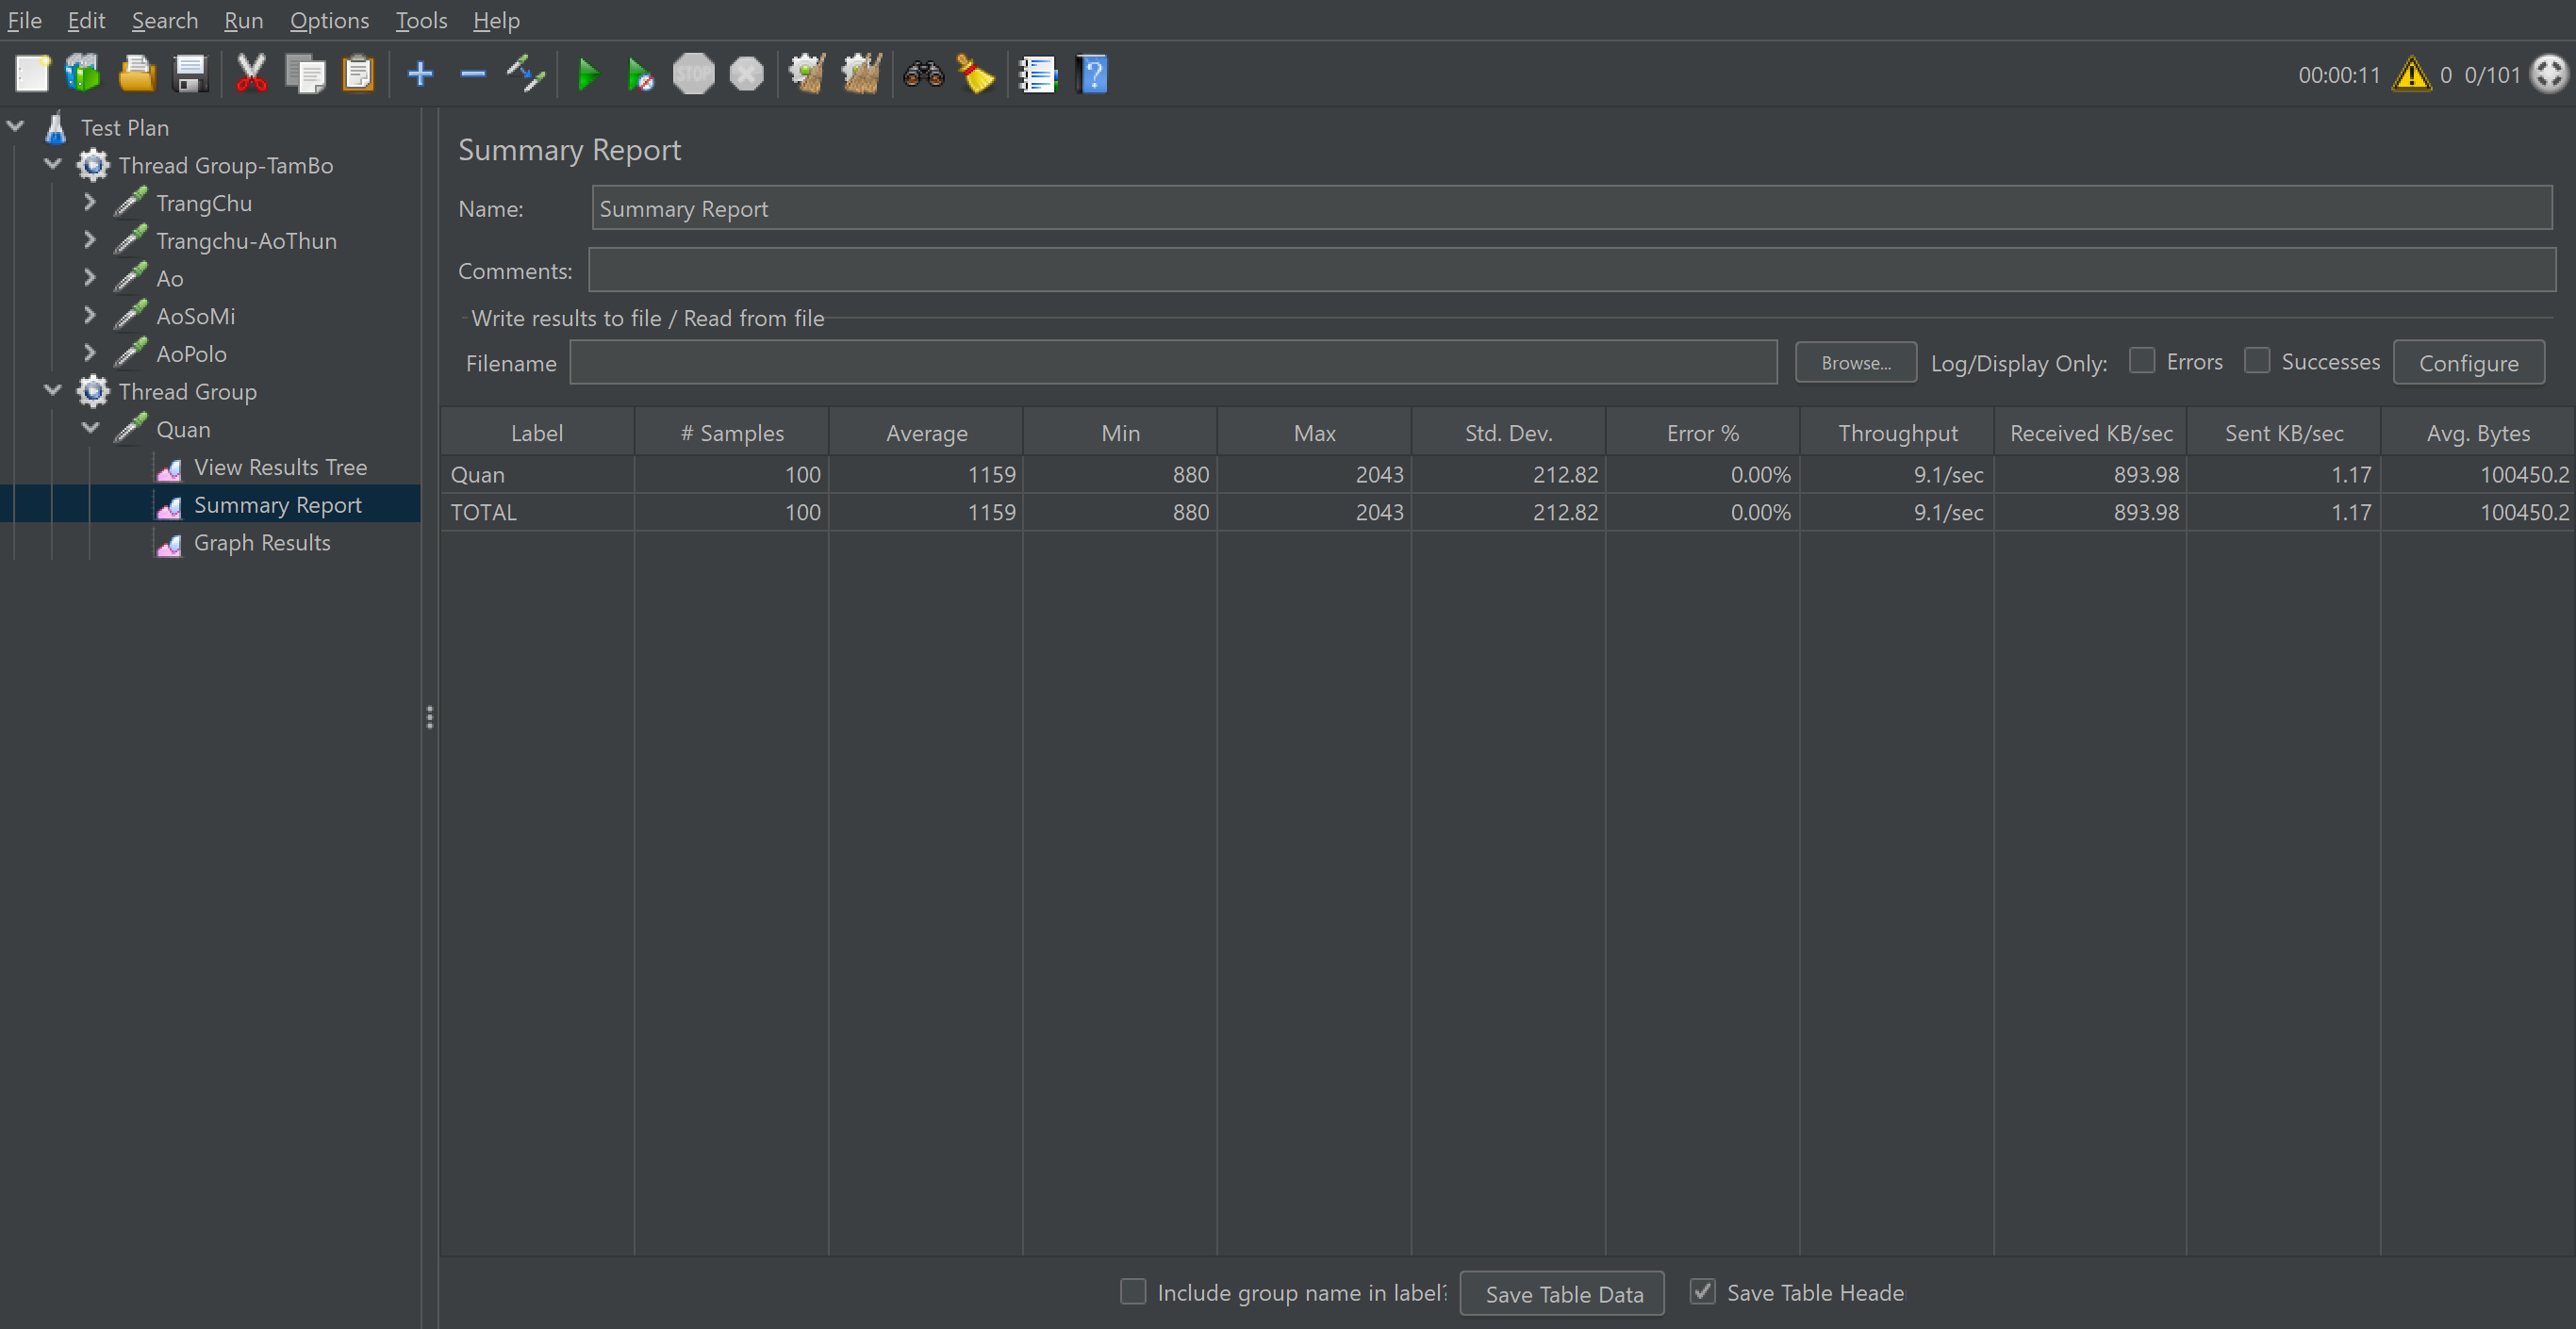 File Edit Search Run Options Tools Help
STOP
00:00:11 0 0/101
Test Plan
Thread Group-TamBo
TrangChu
Trangchu-AoThun
Ao
AoSoMi
AoPolo
Thread Group
Quan
View Results Tree
Summary Report
Graph Results
Summary Report
Name: Summary Report
Comments:
Write results to file / Read from file
Filename Browse... Log/Display Only: Errors Successes Configure
Label # Samples Average Min Max Std. Dev. Error % Throughput Received KB/sec Sent KB/sec Avg. Bytes
Quan 100 1159 880 2043 212.82 0.00% 9.1/sec 893.98 1.17 100450.2
TOTAL 100 1159 880 2043 212.82 0.00% 9.1/sec 893.98 1.17 100450.2
Include group name in label? Save Table Data Save Table Heade